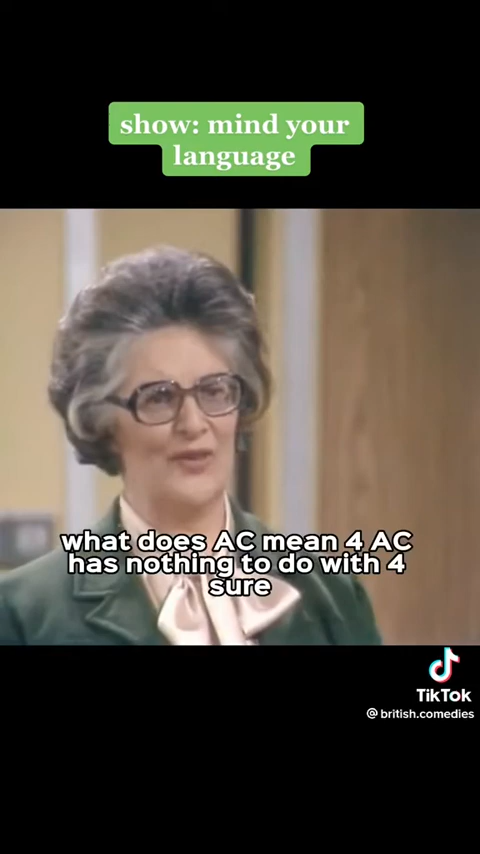 show: mind your
language
what does AC mean 4 AC
has nothing to do with 4
sure
TikTok
@british.comedies